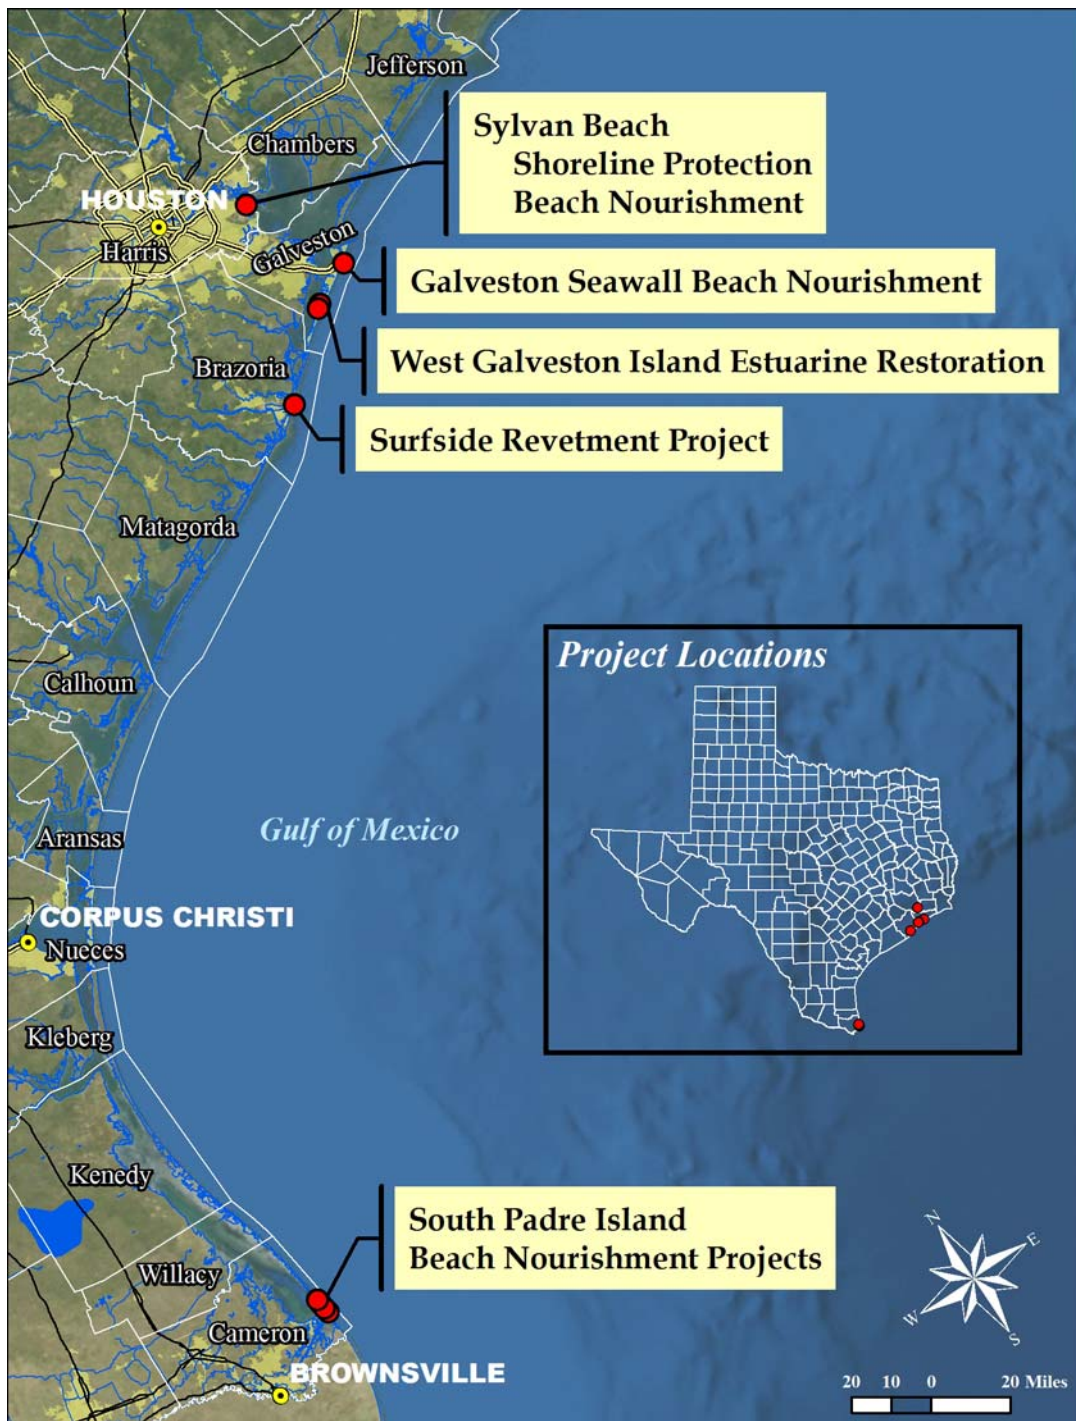 Jefferson
Sylvan Beach
Shoreline Protection
Beach Nourishment
Chambers
HOUSTON
Harris
Galveston
Galveston Seawall Beach Nourishment
West Galveston Island Estuarine Restoration
Brazoria
Surfside Revetment Project
Matagorda
Project Locations
Calhoun
Gulf of Mexico
Aransas
CORPUS CHRISTI
Nueces
Kleberg
Kenedy
South Padre Island
Beach Nourishment Projects
Willacy
Cameron
BROWNSVILLE
N
E
W
S
20 10 0 20 Miles